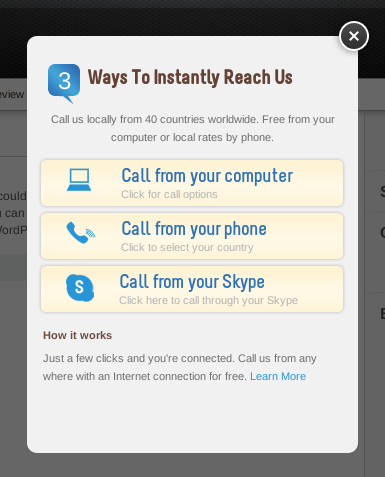 3
Ways To Instantly Reach Us
Call us locally from 40 countries worldwide. Free from your
computer or local rates by phone.
Call from your computer
Click for call options
Call from your phone
Click to select your country
S
Call from your Skype
Click here to call through your Skype
How it works
Just a few clicks and you're connected. Call us from any
where with an Internet connection for free. Learn More
eview
could
can